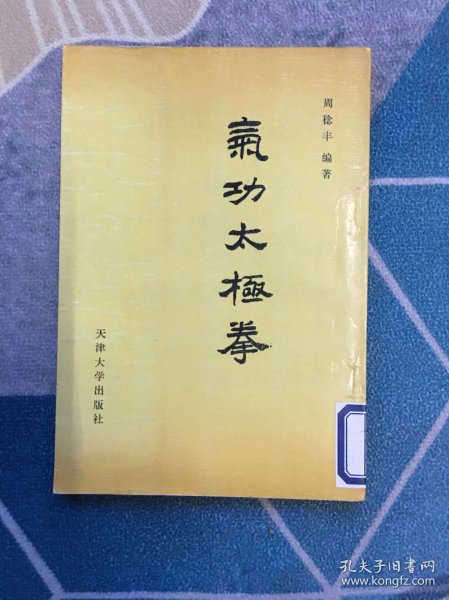 周稔丰 编著
氣功太極拳
天津大学出版社
孔夫子旧书网
www.kongfz.com